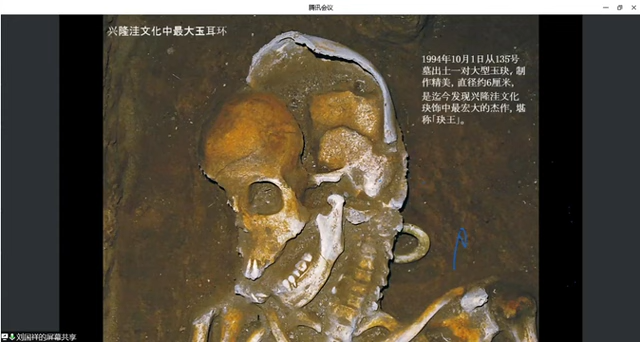 腾讯会议
兴隆洼文化中最大玉耳环
1994年10月1日从135号
墓出土一对大型玉玦, 制
作精美, 直径约6厘米,
是迄今发现兴隆洼文化
玦饰中最宏大的杰作, 堪
称「玦王」。
刘国祥的屏幕共享